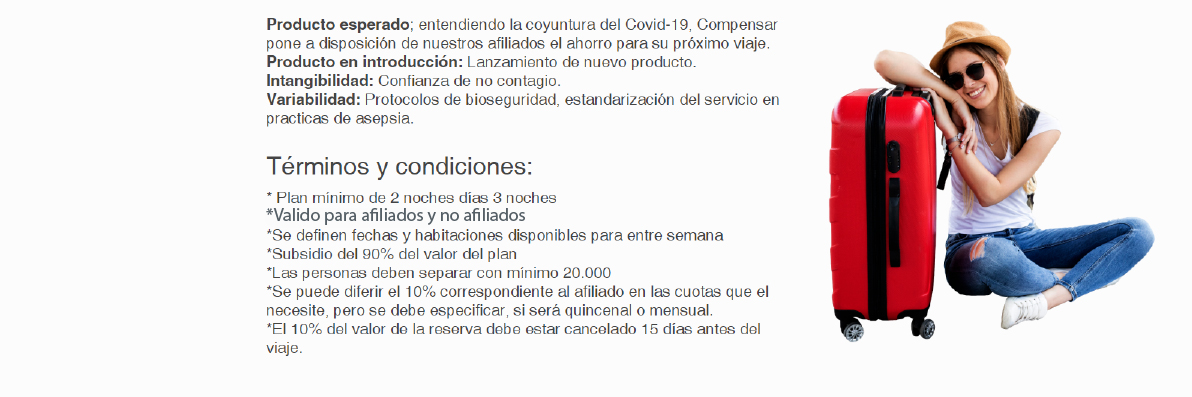 Producto esperado; entendiendo la coyuntura del Covid-19, Compensar
pone a disposición de nuestros afiliados el ahorro para su próximo viaje.
Producto en introducción: Lanzamiento de nuevo producto.
Intangibilidad: Confianza de no contagio.
Variabilidad: Protocolos de bioseguridad, estandarización del servicio en
practicas de asepsia.
Términos y condiciones:
* Plan mínimo de 2 noches días 3 noches
*Valido para afiliados y no afiliados
*Se definen fechas y habitaciones disponibles para entre semana
*Subsidio del 90% del valor del plan
*Las personas deben separar con mínimo 20.000
*Se puede diferir el 10% correspondiente al afiliado en las cuotas que el
necesite, pero se debe especificar, si será quincenal o mensual.
*El 10% del valor de la reserva debe estar cancelado 15 días antes del
viaje.